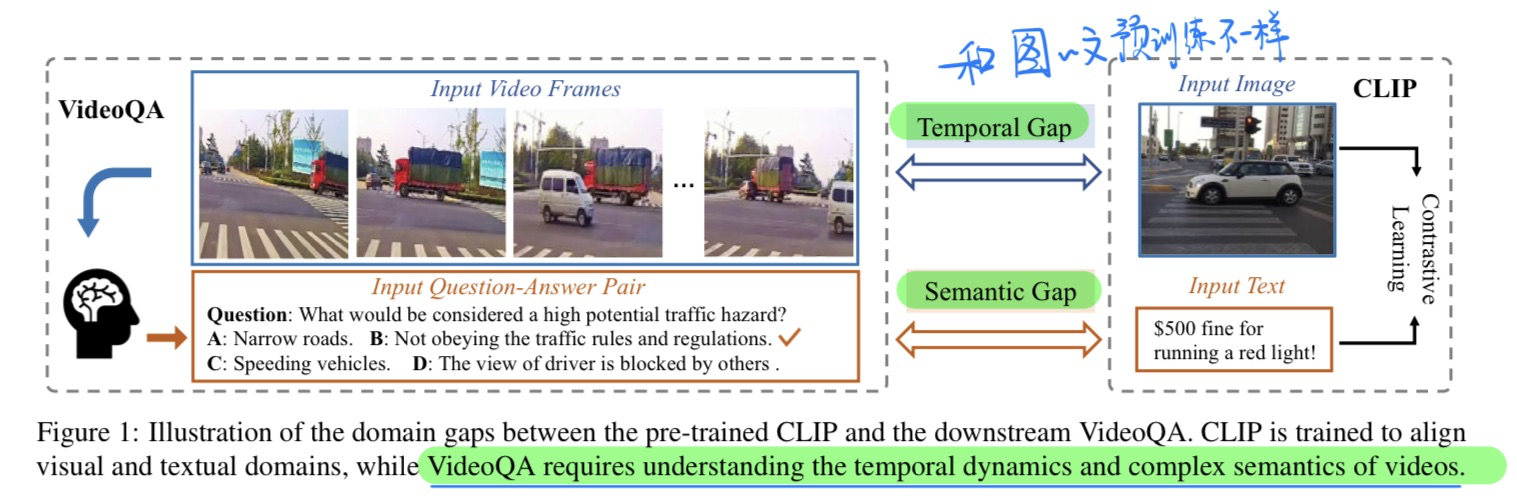 和图~文预训练不一样
VideoQA
Input Video Frames
...
Input Question-Answer Pair
Question: What would be considered a high potential traffic hazard?
A: Narrow roads. B: Not obeying the traffic rules and regulations. ✓
C: Speeding vehicles. D: The view of driver is blocked by others .
Temporal Gap
Semantic Gap
Input Image
CLIP
Input Text
$500 fine for
running a red light!
Contrastive
Learning
Figure 1: Illustration of the domain gaps between the pre-trained CLIP and the downstream VideoQA. CLIP is trained to align
visual and textual domains, while VideoQA requires understanding the temporal dynamics and complex semantics of videos.